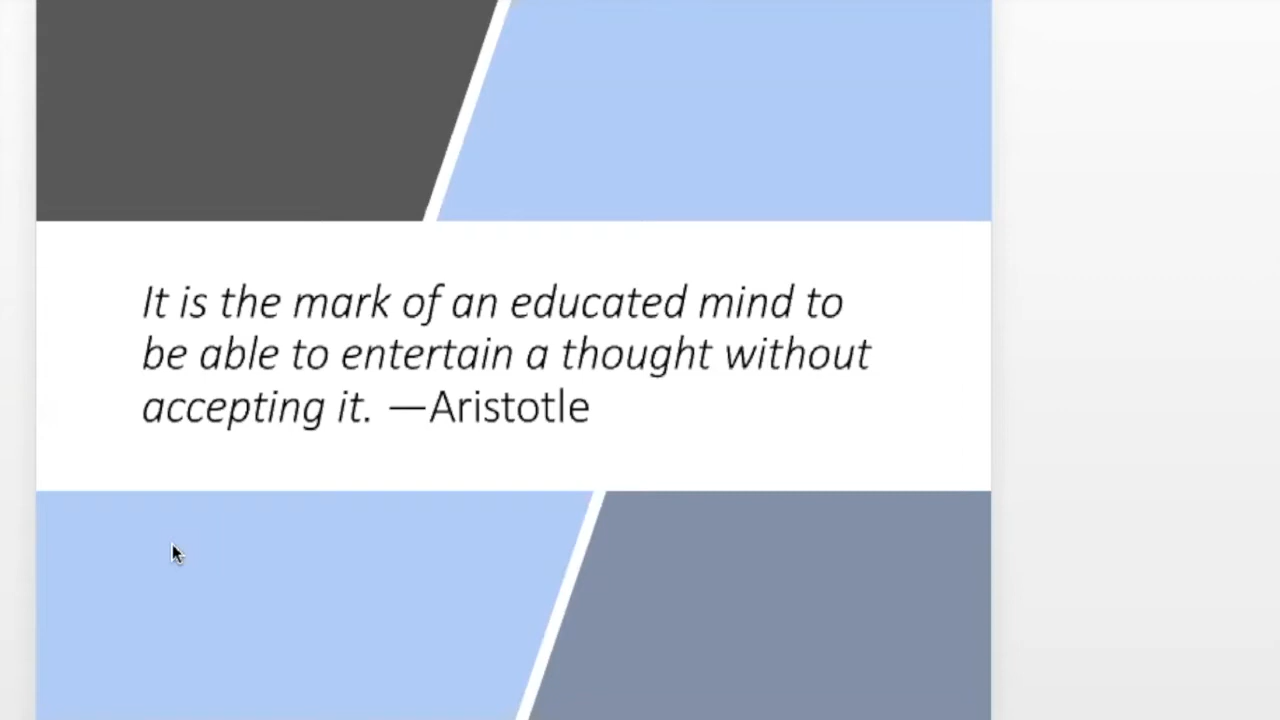 It is the mark of an educated mind to
be able to entertain a thought without
accepting it. —Aristotle